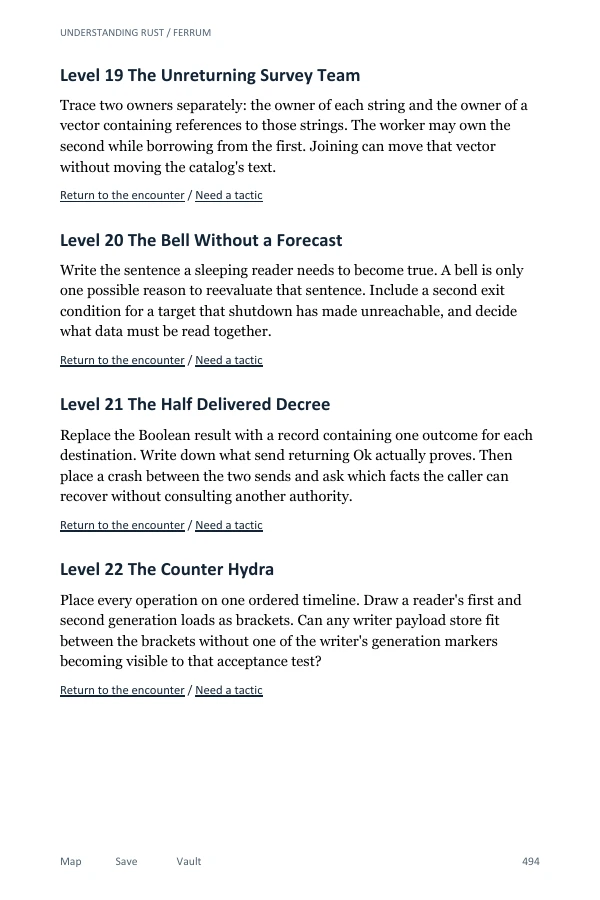 UNDERSTANDING RUST / FERRUM
Level 19 The Unreturning Survey Team
Trace two owners separately: the owner of each string and the owner of a
vector containing references to those strings. The worker may own the
second while borrowing from the first. Joining can move that vector
without moving the catalog's text.
Return to the encounter / Need a tactic
Level 20 The Bell Without a Forecast
Write the sentence a sleeping reader needs to become true. A bell is only
one possible reason to reevaluate that sentence. Include a second exit
condition for a target that shutdown has made unreachable, and decide
what data must be read together.
Return to the encounter / Need a tactic
Level 21 The Half Delivered Decree
Replace the Boolean result with a record containing one outcome for each
destination. Write down what send returning Ok actually proves. Then
place a crash between the two sends and ask which facts the caller can
recover without consulting another authority.
Return to the encounter / Need a tactic
Level 22 The Counter Hydra
Place every operation on one ordered timeline. Draw a reader's first and
second generation loads as brackets. Can any writer payload store fit
between the brackets without one of the writer's generation markers
becoming visible to that acceptance test?
Return to the encounter / Need a tactic
Map Save Vault 494